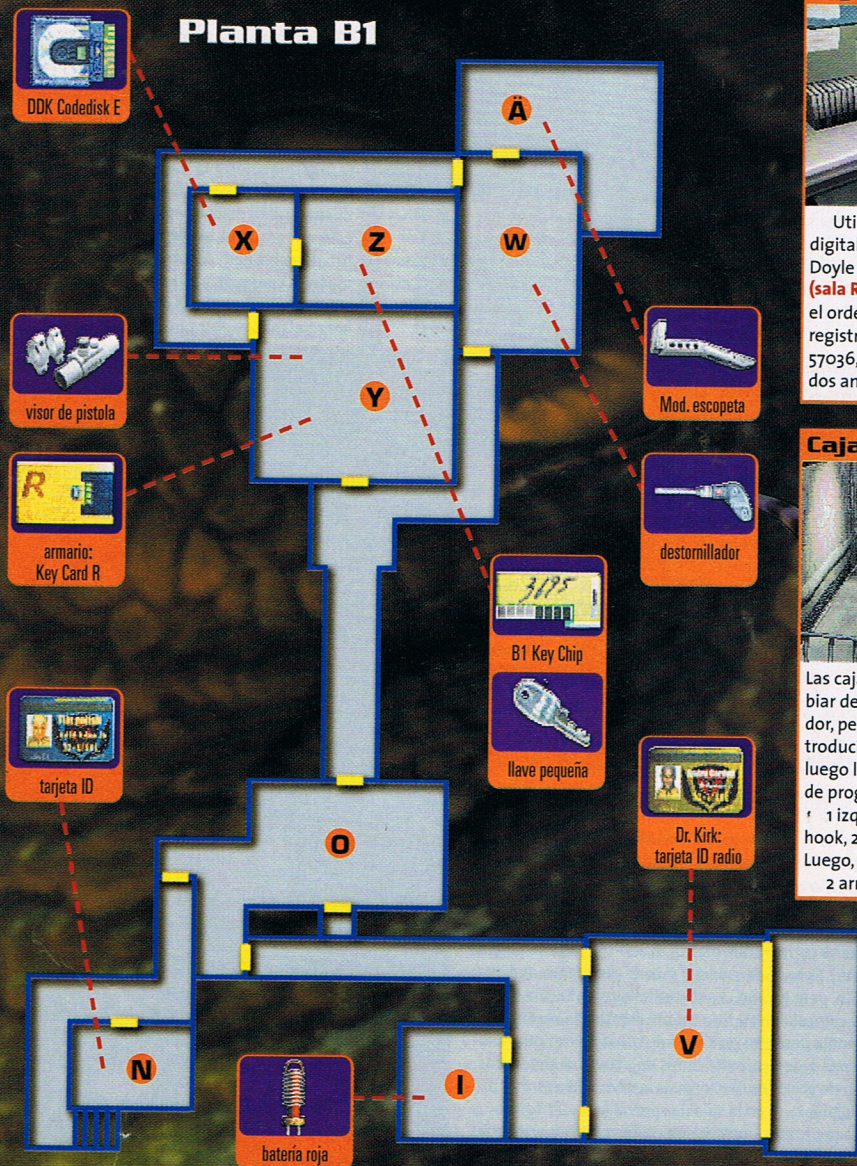 Planta B1
DDK Codedisk E
Ä
X
Z
W
visor de pistola
Y
Mod. escopeta
R
armario:
Key Card R
destornillador
3695
B1 Key Chip
llave pequeña
tarjeta ID
O
Dr. Kirk:
tarjeta ID radio
V
N
I
batería roja
Uti
digita
Doyle
(sala R
el orde
registr
57036,
dos an
Caja
Las caj
biar de
dor, pe
troduc
luego l
de prog
1 izq
hook, 2
Luego,
2 arr